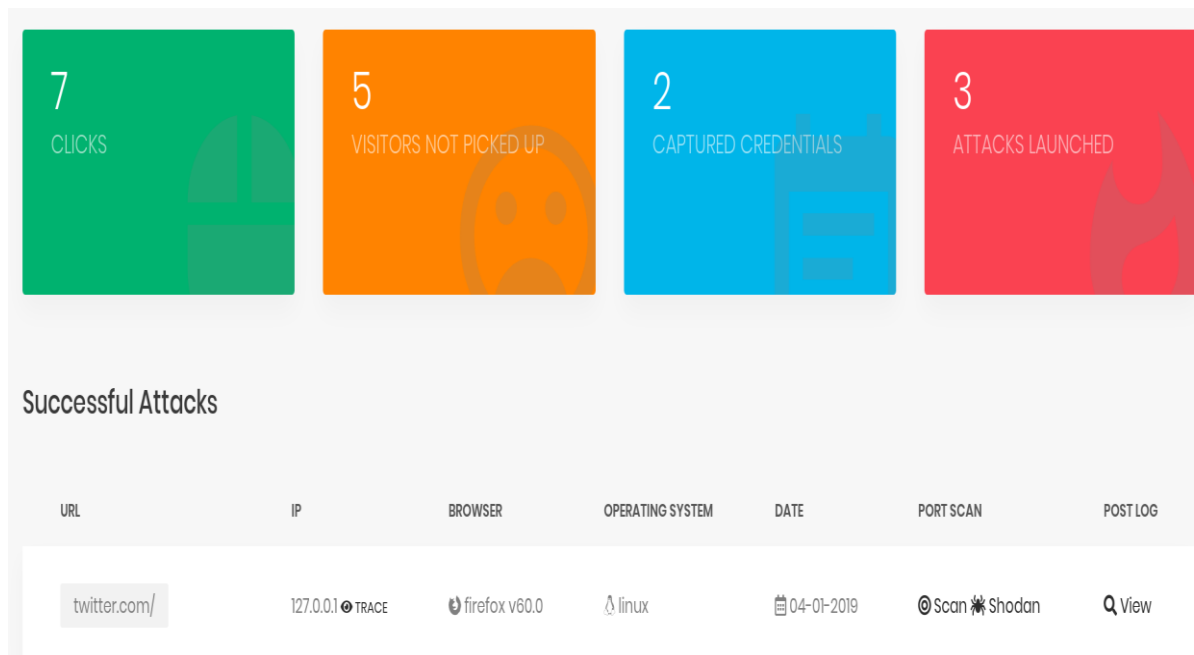 7
CLICKS
5
VISITORS NOT PICKED UP
2
CAPTURED CREDENTIALS
3
ATTACKS LAUNCHED
Successful Attacks
URL IP BROWSER OPERATING SYSTEM DATE PORT SCAN POST LOG
twitter.com/ 127.0.0.1 TRACE firefox v60.0 linux 04-01-2019 Scan Shodan View